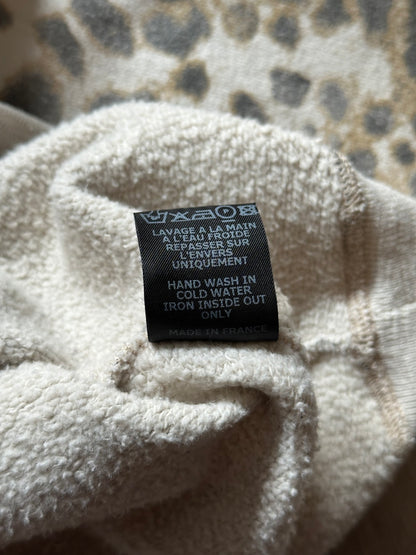 LAVAGE A LA MAIN
A L'EAU FROIDE
REPASSER SUR
L'ENVERS
UNIQUEMENT
HAND WASH IN
COLD WATER
IRON INSIDE OUT
ONLY
MADE IN FRANCE